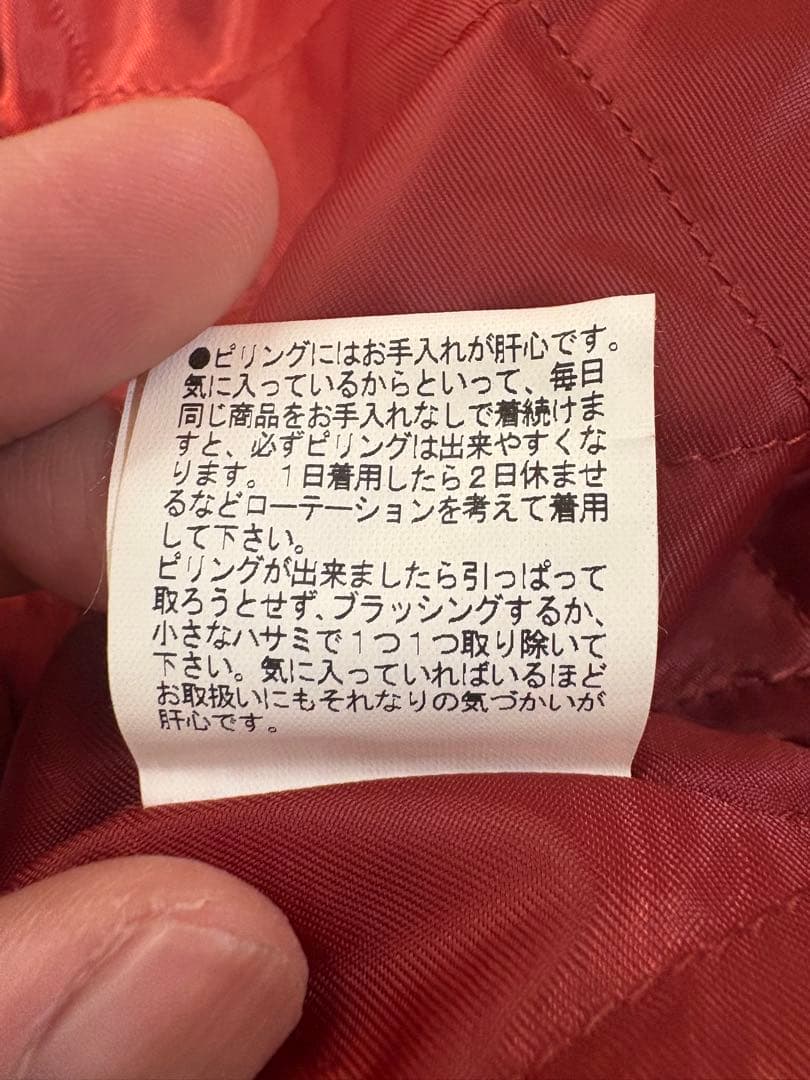 ●ピリングにはお手入れが肝心です。
気に入っているからといって、毎日
同じ商品をお手入れなしで着続けま
すと、必ずピリングは出来やすくな
ります。1日着用したら2日休ませ
るなどローテーションを考えて着用
して下さい。
ピリングが出来ましたら引っぱって
取ろうとせず、ブラッシングするか、
小さなハサミで1つ1つ取り除いて
下さい。気に入っていればいるほど
お取扱いにもそれなりの気づかいが
肝心です。